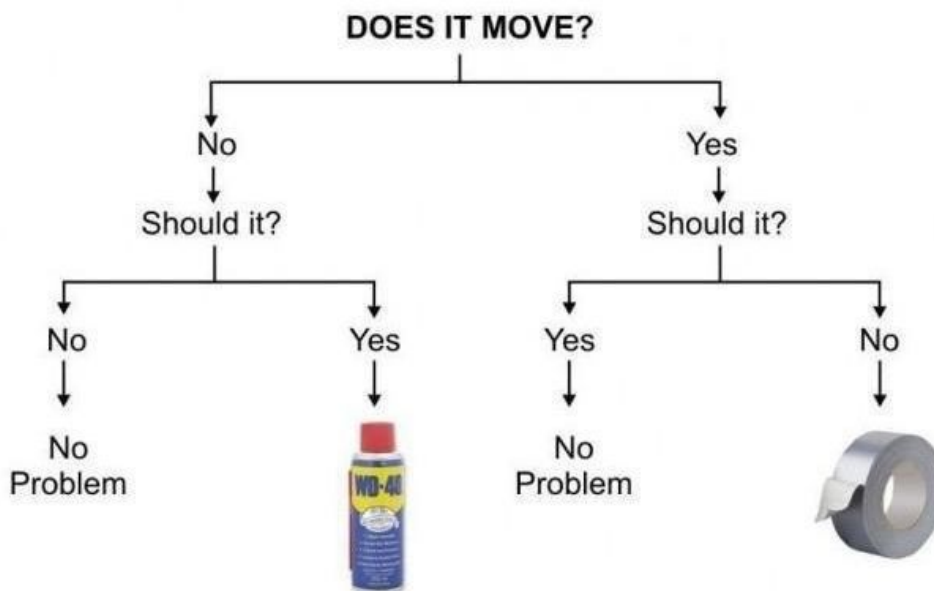 DOES IT MOVE?
No
Yes
Should it?
Should it?
No
Yes
Yes
No
No
Problem
WD-40
No
Problem